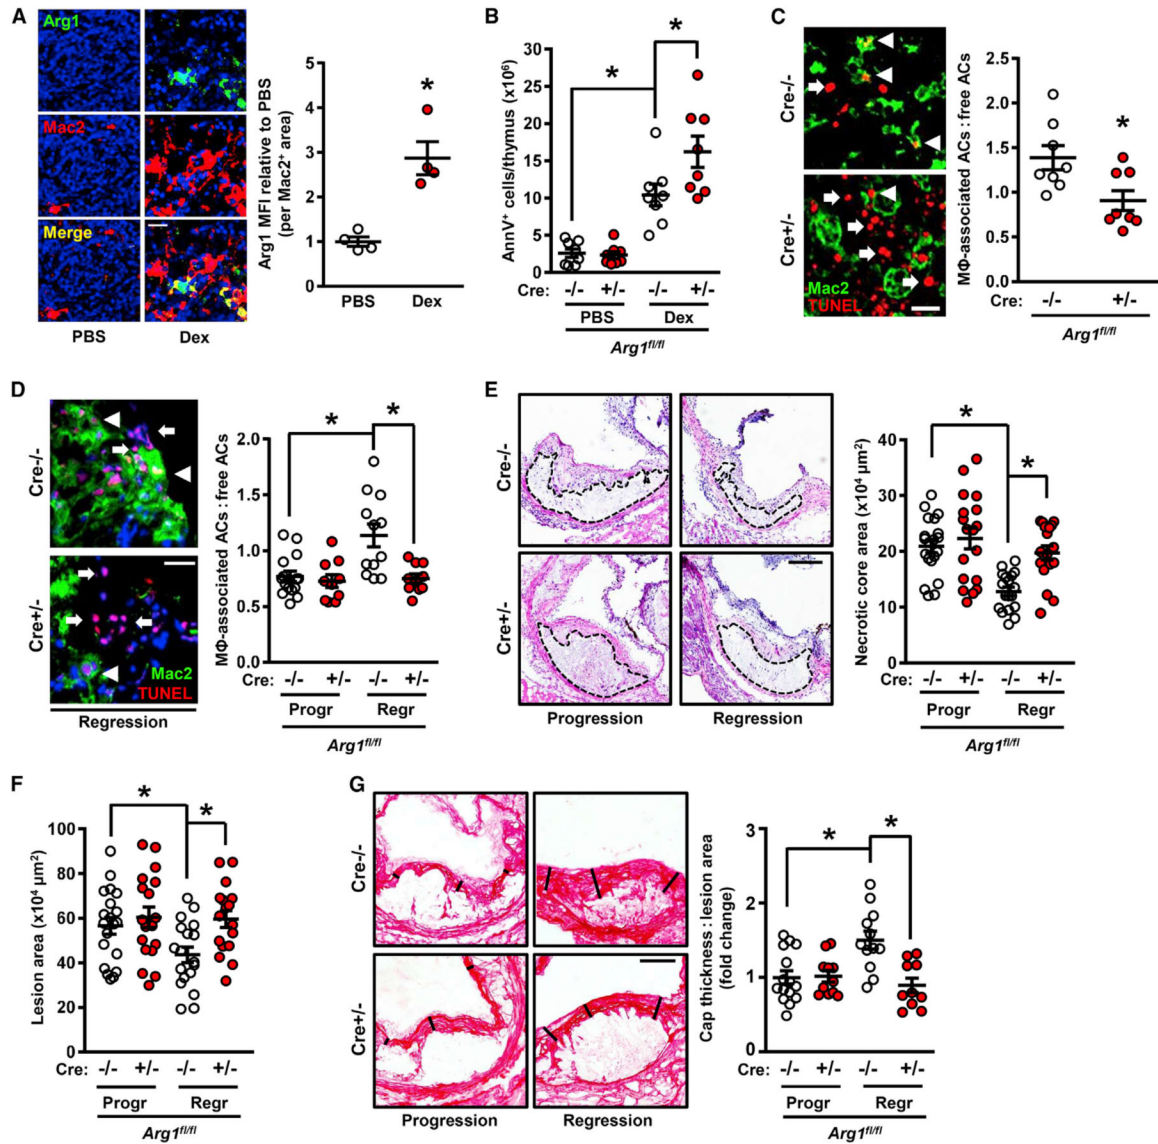 A
Arg1
Mac2
Merge
PBS
Dex
Arg1 MFI relative to PBS
(per Mac2⁺ area)
5
4
3
2
1
0
*
PBS
Dex
B
AnnV⁺ cells/thymus (x10⁶)
30
25
20
15
10
5
0
*
*
Cre: -/- +/- -/- +/-
PBS
Dex
Arg1fl/fl
C
Cre-/-
Cre+/-
Mac2
TUNEL
MΦ-associated ACs : free ACs
2.5
2.0
1.5
1.0
0.5
0.0
*
Cre: -/- +/-
Arg1fl/fl
D
Cre-/-
Cre+/-
Mac2
TUNEL
Regression
MΦ-associated ACs : free ACs
2.0
1.5
1.0
0.5
0.0
*
*
Cre: -/- +/- -/- +/-
Progr
Regr
Arg1fl/fl
E
Cre-/-
Cre+/-
Progression
Regression
Necrotic core area (x10⁴ µm²)
40
30
20
10
0
*
*
Cre: -/- +/- -/- +/-
Progr
Regr
Arg1fl/fl
F
Lesion area (x10⁴ µm²)
100
80
60
40
20
0
*
*
Cre: -/- +/- -/- +/-
Progr
Regr
Arg1fl/fl
G
Cre-/-
Cre+/-
Progression
Regression
Cap thickness : lesion area
(fold change)
3
2
1
0
*
*
Cre: -/- +/- -/- +/-
Progr
Regr
Arg1fl/fl